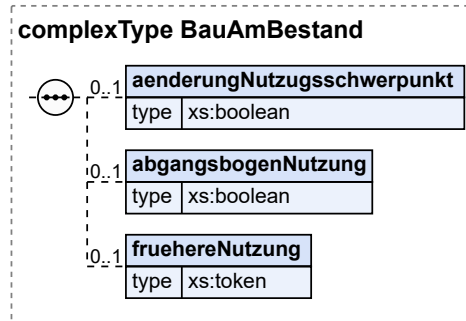 complexType BauAmBestand
0..1 aenderungNutzugsschwerpunkt
type xs:boolean
0..1 abgangsbogenNutzung
type xs:boolean
0..1 fruehereNutzung
type xs:token